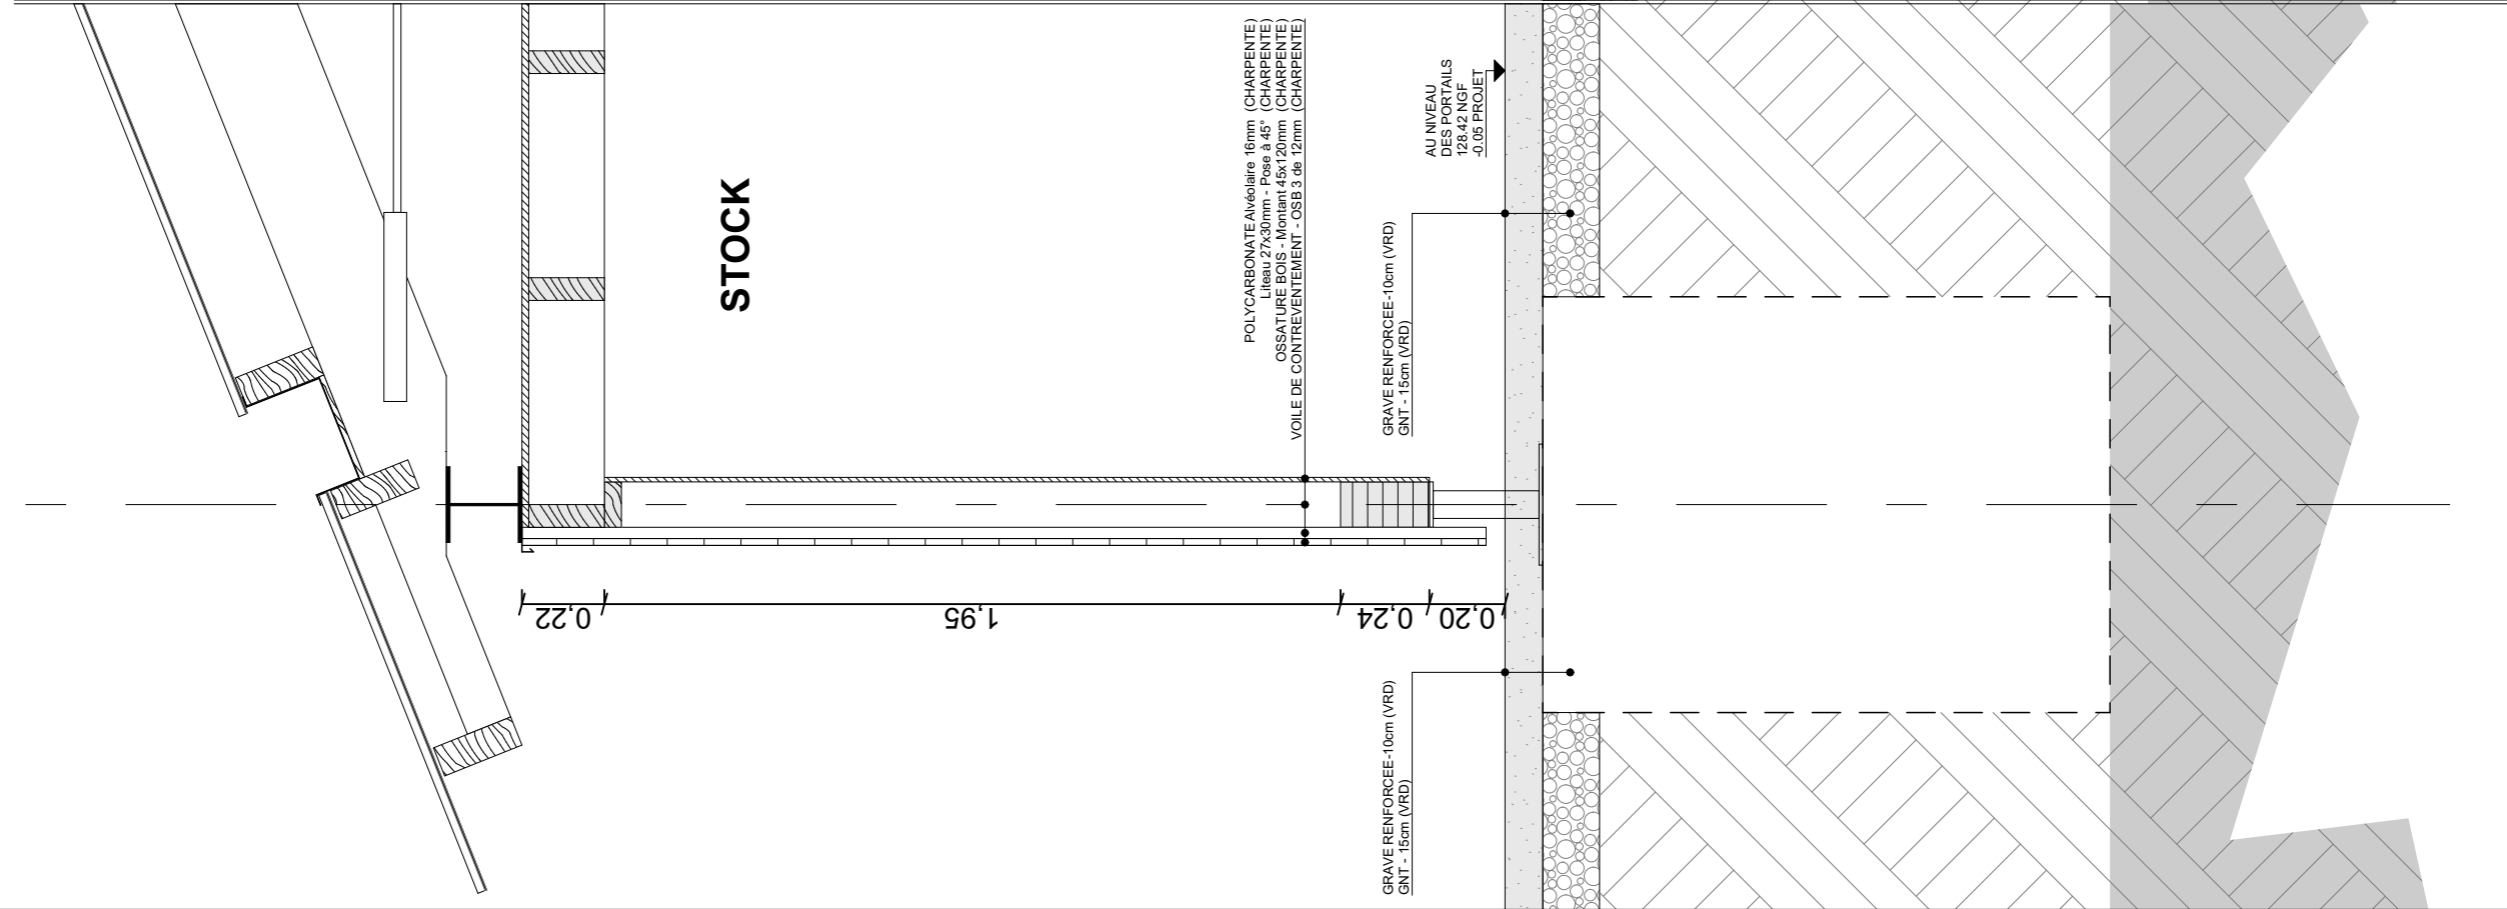 STOCK
POLYCARBONATE Alvéolaire 16mm (CHARPENTE)
Liteau 27x30mm - Pose à 45° (CHARPENTE)
OSSATURE BOIS - Montant 45x120mm (CHARPENTE)
VOILE DE CONTREVENTEMENT - OSB 3 de 12mm (CHARPENTE)
AU NIVEAU
DES PORTAILS
128.42 NGF
-0.05 PROJET
GRAVE RENFORCEE-10cm (VRD)
GNT - 15cm (VRD)
0,22
1,95
0,24
0,20
GRAVE RENFORCEE-10cm (VRD)
GNT - 15cm (VRD)